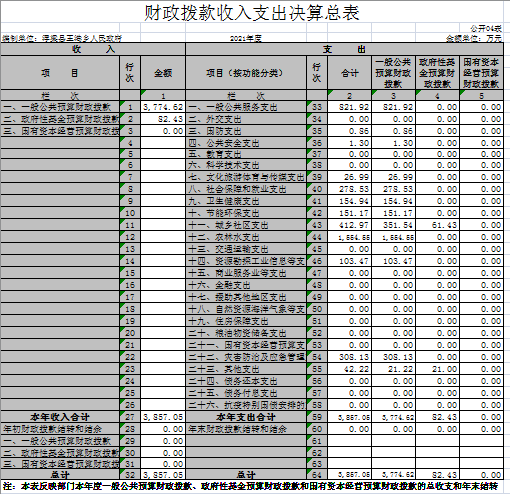 财政拨款收入支出决算总表
公开04表
编制单位：浮梁县王港乡人民政府 2021年度 金额单位：万元
收 入 支 出
项 目 行次 金额 项目（按功能分类） 行次 合计 一般公共预算财政拨款 政府性基金预算财政拨款 国有资本经营预算财政拨款
栏 次 1 栏 次 2 3 4 5
一、一般公共预算财政拨款 1 3,774.62 一、一般公共服务支出 33 821.92 821.92 0.00 0.00
二、政府性基金预算财政拨款 2 82.43 二、外交支出 34 0.00 0.00 0.00 0.00
三、国有资本经营预算财政拨 3 0.00 三、国防支出 35 0.86 0.86 0.00 0.00
4 四、公共安全支出 36 1.30 1.30 0.00 0.00
5 五、教育支出 37 0.00 0.00 0.00 0.00
6 六、科学技术支出 38 0.00 0.00 0.00 0.00
7 七、文化旅游体育与传媒支出 39 26.99 26.99 0.00 0.00
8 八、社会保障和就业支出 40 278.53 278.53 0.00 0.00
9 九、卫生健康支出 41 154.94 154.94 0.00 0.00
10 十、节能环保支出 42 151.17 151.17 0.00 0.00
11 十一、城乡社区支出 43 412.97 351.54 61.43 0.00
12 十二、农林水支出 44 1,554.55 1,554.55 0.00 0.00
13 十三、交通运输支出 45 0.00 0.00 0.00 0.00
14 十四、资源勘探工业信息等支 46 103.47 103.47 0.00 0.00
15 十五、商业服务业等支出 47 0.00 0.00 0.00 0.00
16 十六、金融支出 48 0.00 0.00 0.00 0.00
17 十七、援助其他地区支出 49 0.00 0.00 0.00 0.00
18 十八、自然资源海洋气象等支 50 0.00 0.00 0.00 0.00
19 十九、住房保障支出 51 0.00 0.00 0.00 0.00
20 二十、粮油物资储备支出 52 0.00 0.00 0.00 0.00
21 二十一、国有资本经营预算支 53 0.00 0.00 0.00 0.00
22 二十二、灾害防治及应急管理 54 308.13 308.13 0.00 0.00
23 二十三、其他支出 55 42.22 21.22 21.00 0.00
24 二十四、债务还本支出 56 0.00 0.00 0.00 0.00
25 二十五、债务付息支出 57 0.00 0.00 0.00 0.00
26 二十六、抗疫特别国债安排的 58 0.00 0.00 0.00 0.00
本年收入合计 27 3,857.05 本年支出合计 59 3,857.05 3,774.62 82.43 0.00
年初财政拨款结转和结余 28 0.00 年末财政拨款结转和结余 60 0.00 0.00 0.00 0.00
一、一般公共预算财政拨款 29 0.00 61
二、政府性基金预算财政拨款 30 0.00 62
三、国有资本经营预算财政拨 31 0.00 63
总计 32 3,857.05 总计 64 3,857.05 3,774.62 82.43 0.00
注：本表反映部门本年度一般公共预算财政拨款、政府性基金预算财政拨款和国有资本经营预算财政拨款的总收支和年末结转